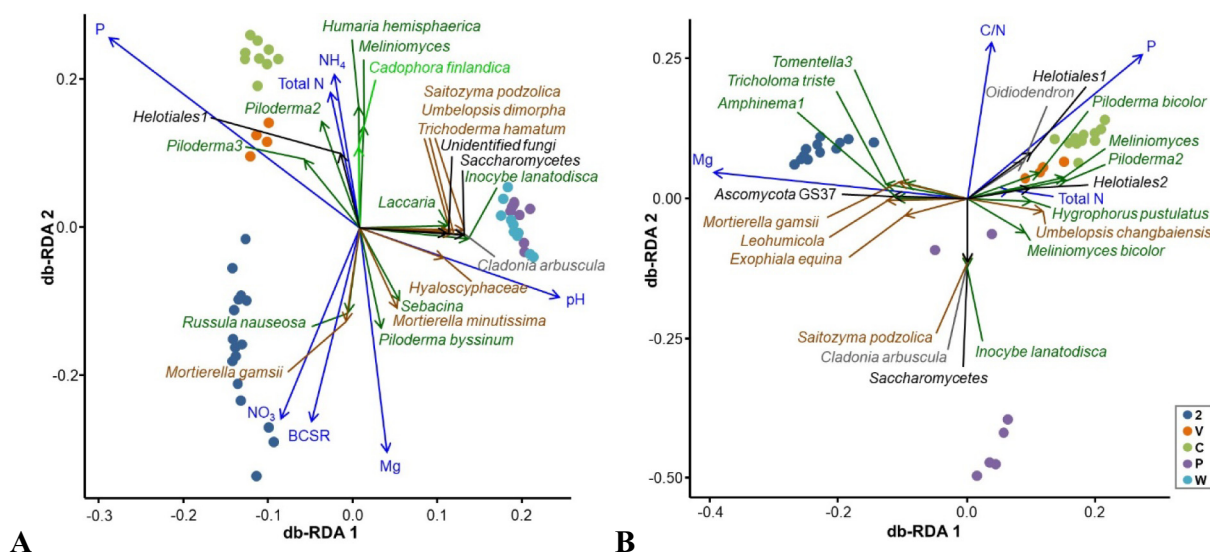 P
Humaria hemisphaerica
NH4
Meliniomyces
Total N
Cadophora finlandica
0.2
Saitozyma podzolica
Helotiales1
Piloderma2
Umbelopsis dimorpha
Trichoderma hamatum
Piloderma3
Unidentified fungi
Saccharomycetes
Inocybe lanatodisca
Laccaria
0.0
Cladonia arbuscula
Hyaloscyphaceae
pH
Sebacina
Russula nauseosa
Mortierella minutissima
Piloderma byssinum
-0.2
Mortierella gamsii
NO3
BCSR
Mg
db-RDA 2
-0.3
-0.2
-0.1
0.0
0.1
0.2
db-RDA 1
A
C/N
P
0.25
Tomentella3
Helotiales1
Tricholoma triste
Oidiodendron
Amphinema1
Piloderma bicolor
Mg
Meliniomyces
Piloderma2
Helotiales2
0.00
Ascomycota GS37
Total N
Mortierella gamsii
Hygrophorus pustulatus
Leohumicola
Umbelopsis changbaiensis
Exophiala equina
Meliniomyces bicolor
-0.25
Saitozyma podzolica
Cladonia arbuscula
Inocybe lanatodisca
Saccharomycetes
-0.50
db-RDA 2
2
V
C
P
W
-0.4
-0.2
0.0
0.2
db-RDA 1
B